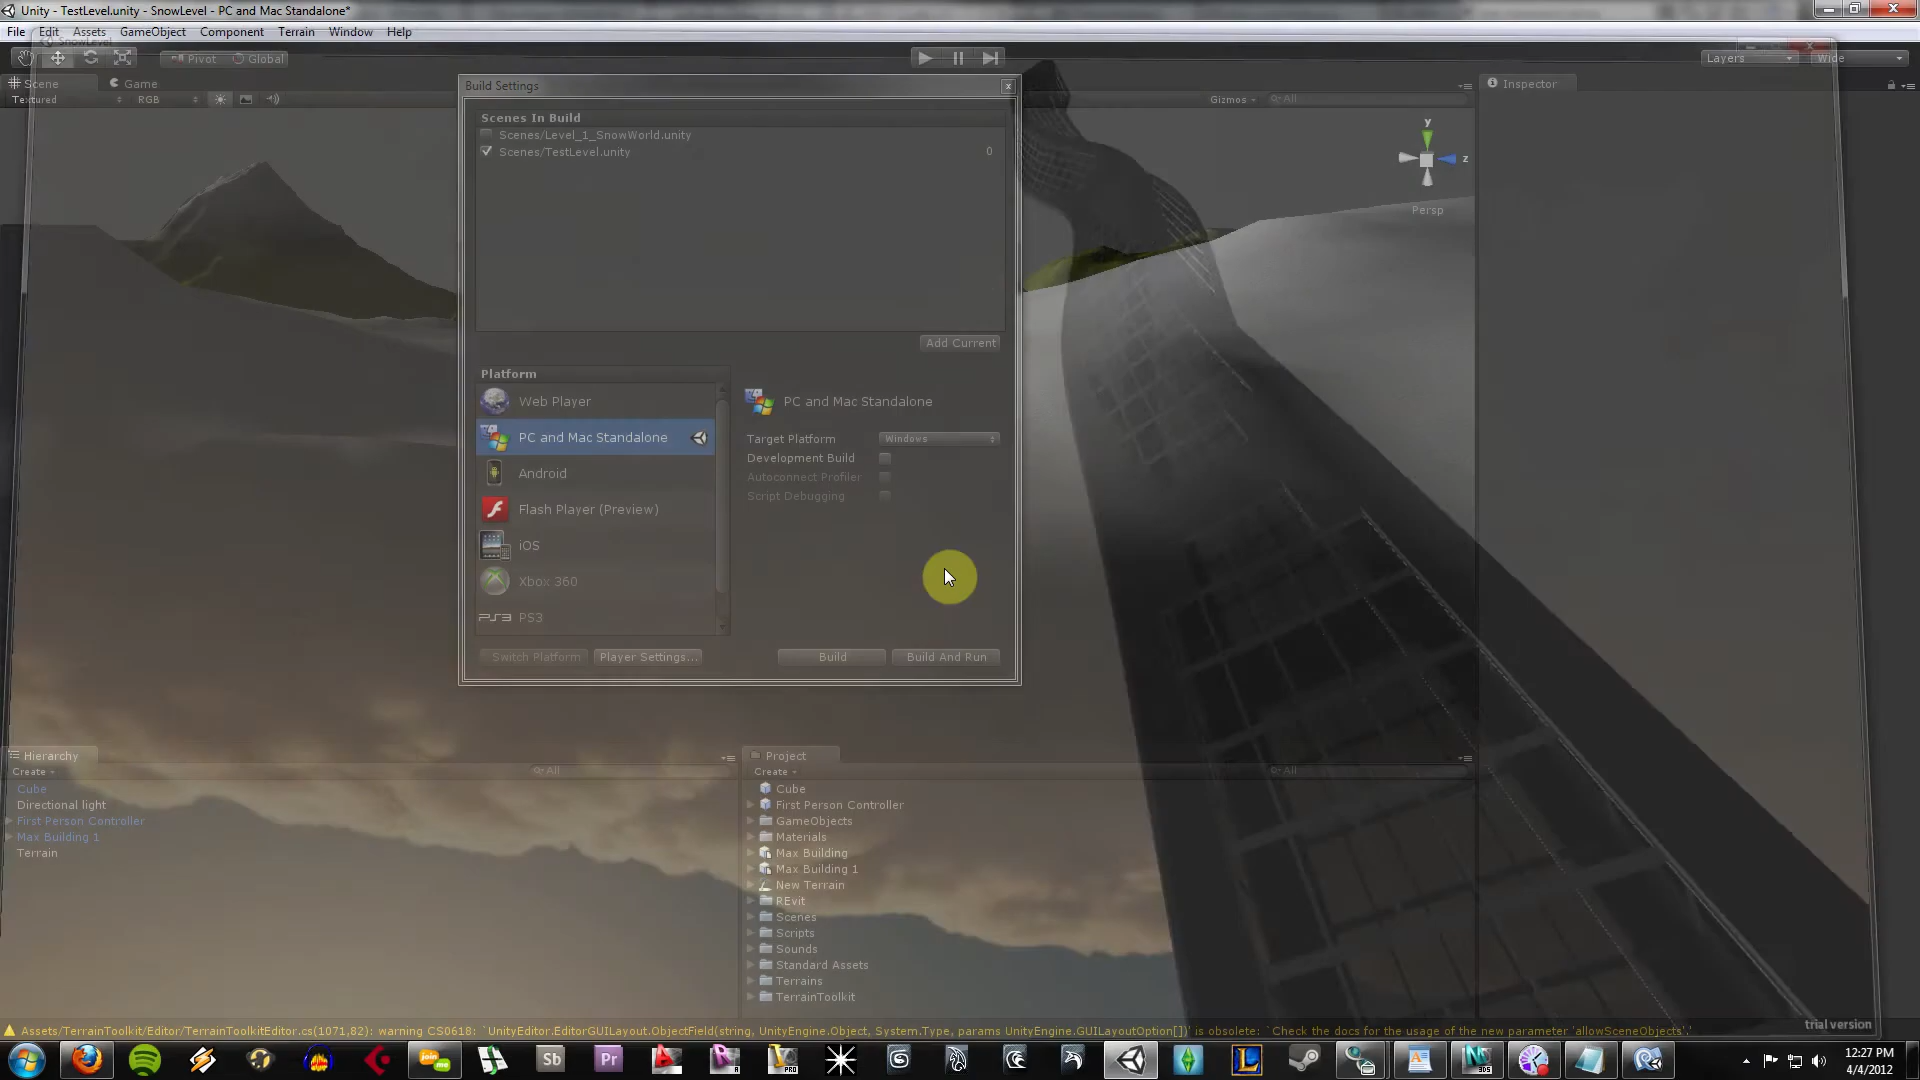 Unity - TestLevel.unity - SnowLevel - PC and Mac Standalone*
File Edit Assets GameObject Component Terrain Window Help
SnowLevel
Pivot Global
Layers Wide
Scene Game
Inspector
Textured RGB
Gizmos All
Build Settings
Scenes In Build
Scenes/Level_1_SnowWorld.unity
Scenes/TestLevel.unity 0
Add Current
Platform
Web Player
PC and Mac Standalone
Android
Flash Player (Preview)
iOS
Xbox 360
PS3
PC and Mac Standalone
Target Platform Windows
Development Build
Autoconnect Profiler
Script Debugging
Switch Platform Player Settings...
Build Build And Run
y
z
Persp
Hierarchy
Create All
Cube
Directional light
First Person Controller
Max Building 1
Terrain
Project
Create All
Cube
First Person Controller
GameObjects
Materials
Max Building
Max Building 1
New Terrain
REvit
Scenes
Scripts
Sounds
Standard Assets
Terrains
TerrainToolkit
Assets/TerrainToolkit/Editor/TerrainToolkitEditor.cs(1071,82): warning CS0618: `UnityEditor.EditorGUILayout.ObjectField(string, UnityEngine.Object, System.Type, params UnityEngine.GUILayoutOption[])' is obsolete: `Check the docs for the usage of the new parameter 'allowSceneObjects'.'
trial version
join me
Sb
Pr
PRO
L
12:27 PM
4/4/2012